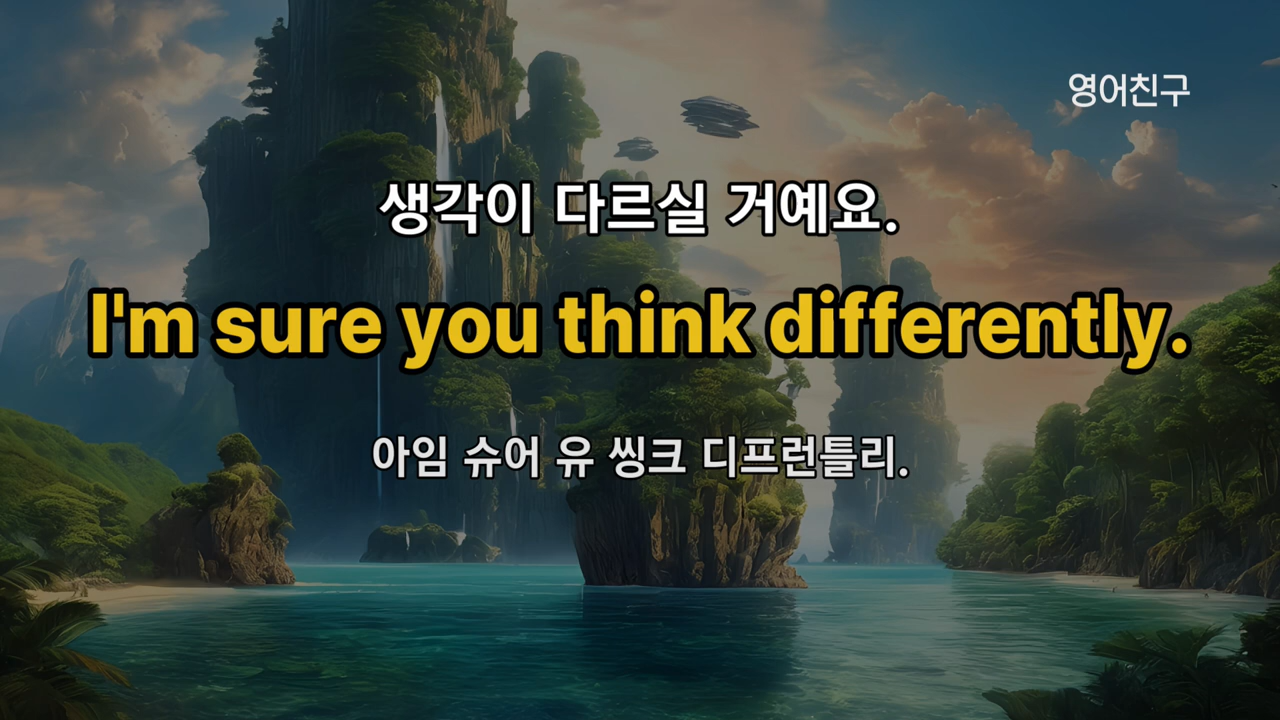 영어친구
생각이 다르실 거예요.
I'm sure you think differently.
아임 슈어 유 씽크 디프런틀리.